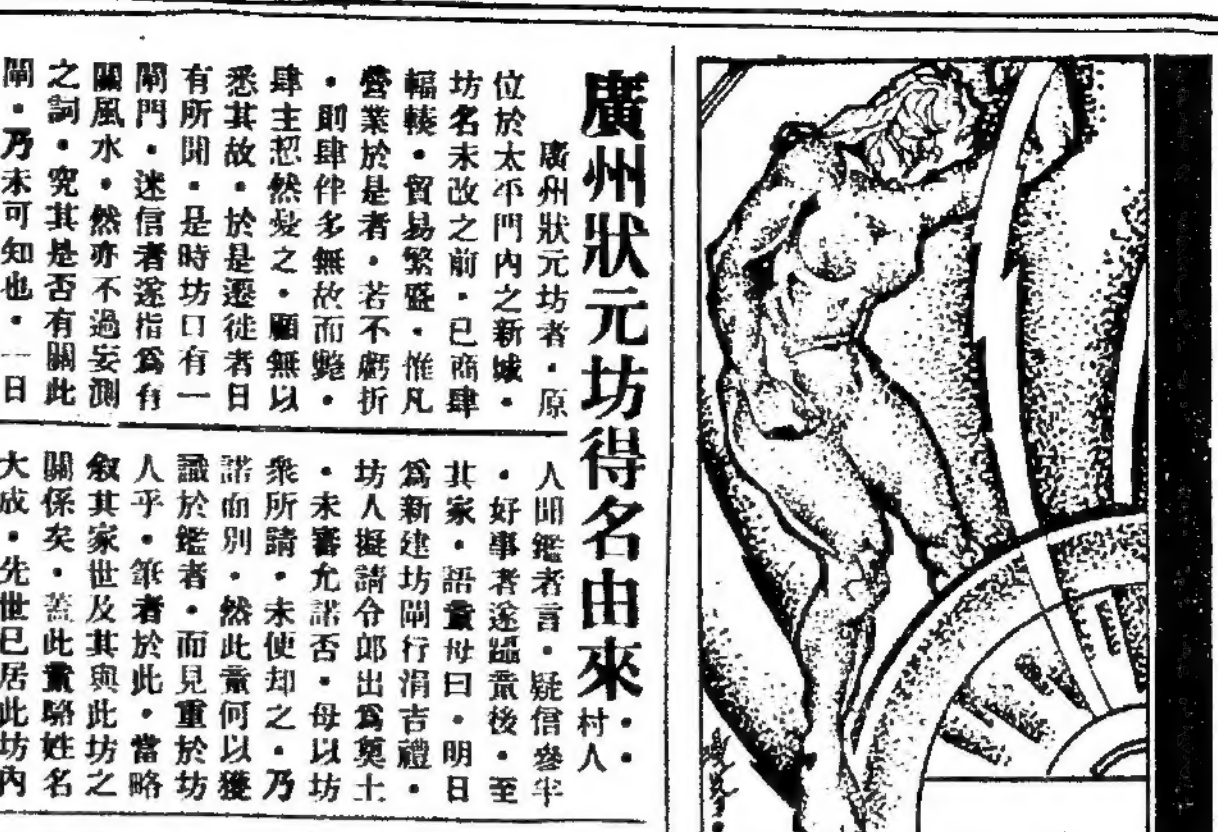 廣州狀元坊得名由來‧‧村人‧
廣州狀元坊者‧原
位於太平門內之新城‧
坊名未改之前‧已商肆
輻輳‧貿易繁盛‧惟凡
營業於是者‧若不虧折
‧則肆伴多無故而斃‧
肆主惄然憂之‧顧無以
悉其故‧於是遷徙者日
有所聞‧是時坊口有一
閘門‧迷信者遂指爲有
關風水‧然亦不過妄測
之詞‧究其是否有關此
閘‧乃未可知也‧一日
人聞鑑者言‧疑信參半
‧好事者遂躡童後‧至
其家‧語童母曰‧明日
爲新建坊閘行涓吉禮‧
坊人擬請令郎出爲奠土
‧未審允諾否‧母以坊
衆所請‧未便却之‧乃
諾而別‧然此童何以獲
識於鑑者‧而見重於坊
人乎‧筆者於此‧當略
敘其家世及其與此坊之
關係矣‧蓋此童駱姓名
大成‧先世已居此坊內